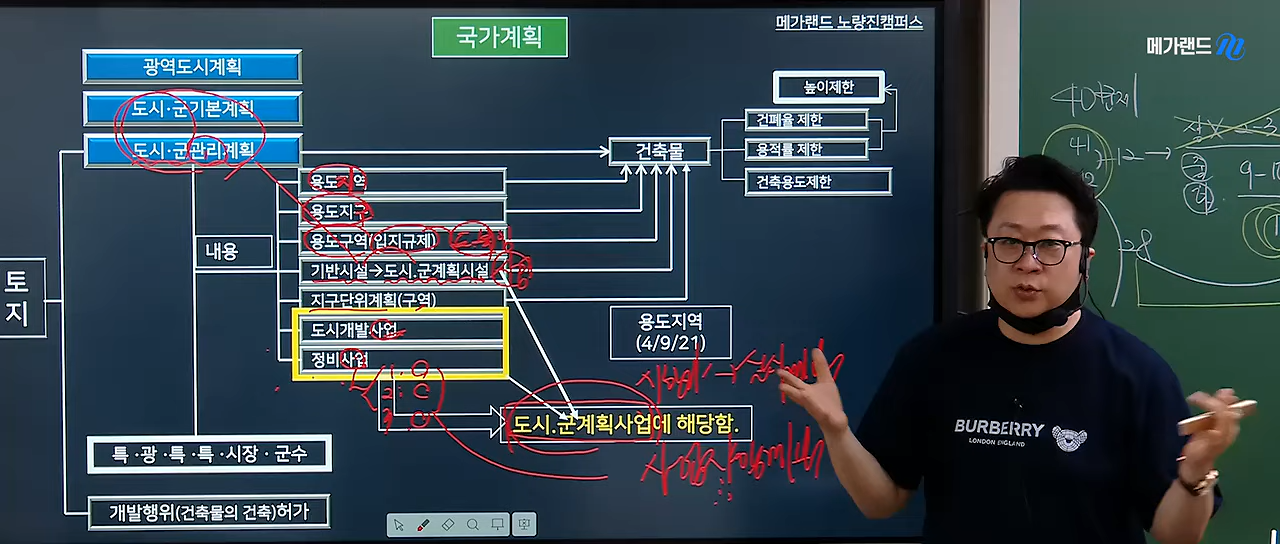 국가계획
메가랜드 노량진캠퍼스
메가랜드
광역도시계획
도시·군기본계획
도시·군관리계획
건축물
높이제한
건폐율 제한
용적률 제한
건축용도제한
용도지역
용도지구
용도구역(입지규제)
내용
기반시설→도시.군계획시설
지구단위계획(구역)
도시개발사업
정비사업
토
지
용도지역
(4/9/21)
도시.군계획사업에 해당함.
특·광·특·특·시장·군수
개발행위(건축물의 건축)허가
40문제
41
12
28
BURBERRY
LONDON ENGLAND